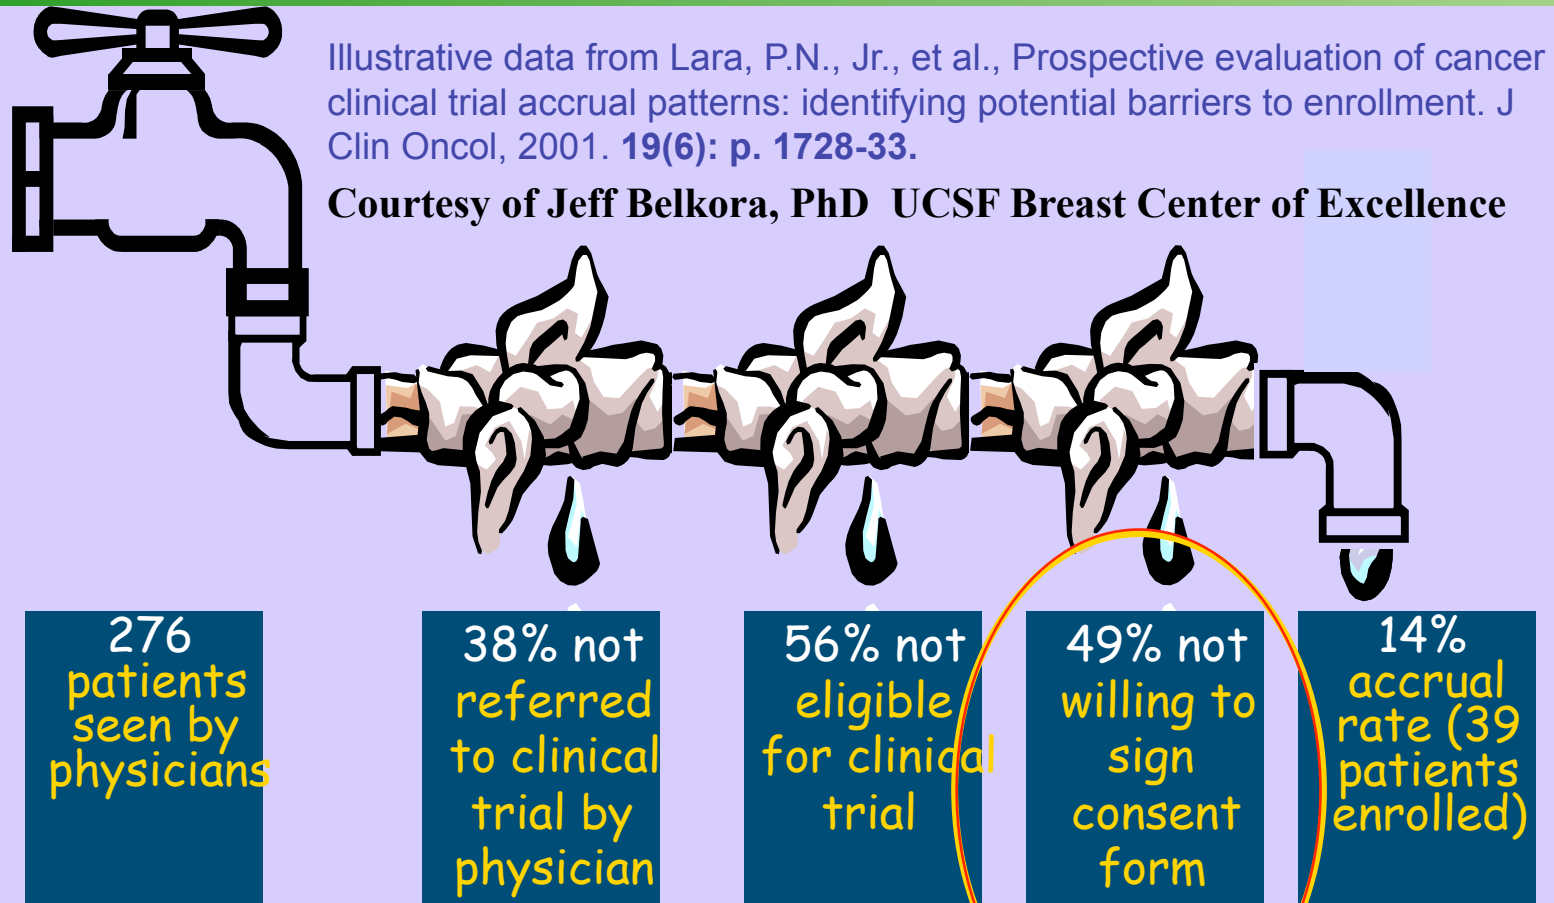 Illustrative data from Lara, P.N., Jr., et al., Prospective evaluation of cancer
clinical trial accrual patterns: identifying potential barriers to enrollment. J
Clin Oncol, 2001. 19(6): p. 1728-33.
Courtesy of Jeff Belkora, PhD UCSF Breast Center of Excellence
276
patients
seen by
physicians
38% not
referred
to clinical
trial by
physician
56% not
eligible
for clinical
trial
49% not
willing to
sign
consent
form
14%
accrual
rate (39
patients
enrolled)